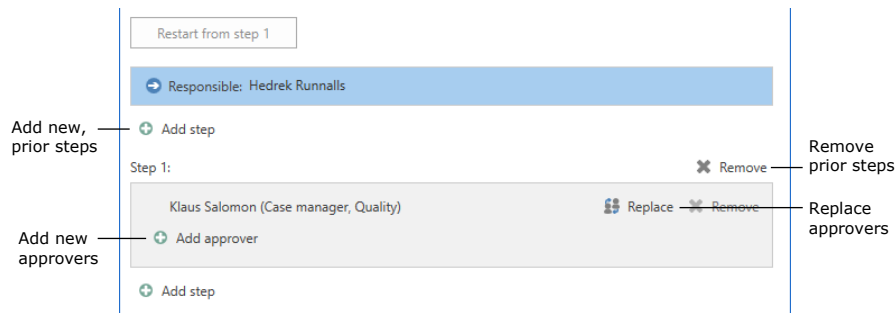 Restart from step 1
Responsible: Hedrek Runnalls
Add new,
prior steps
Add step
Step 1:
Remove
Remove
prior steps
Klaus Salomon (Case manager, Quality)
Replace
Remove
Replace
approvers
Add new
approvers
Add approver
Add step